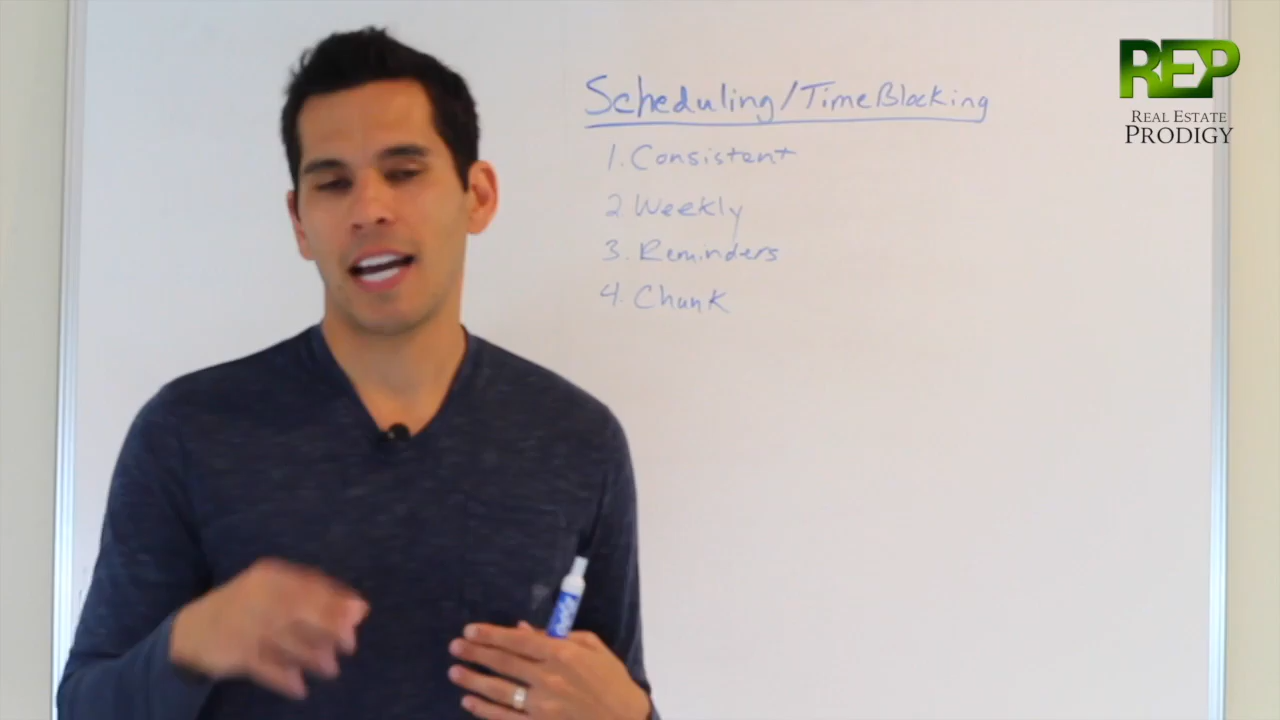 Scheduling/TimeBlocking
1. Consistent
2 Weekly
3. Reminders
4. Chunk
REP
REAL ESTATE
PRODIGY